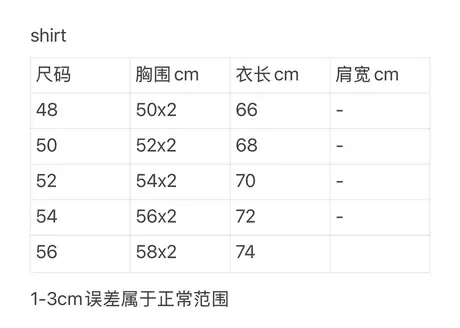 shirt
尺码 胸围cm 衣长cm 肩宽cm
48 50x2 66 -
50 52x2 68 -
52 54x2 70 -
54 56x2 72 -
56 58x2 74
1-3cm误差属于正常范围